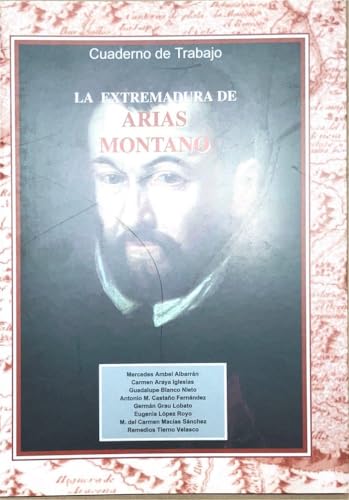 Cuaderno de Trabajo
LA EXTREMADURA DE
ARIAS
MONTANO
Mercedes Ambel Albarrán
Carmen Araya Iglesias
Guadalupe Blanco Nieto
Antonio M. Castaño Fernández
Germán Grau Lobato
Eugenia López Royo
M. del Carmen Macías Sánchez
Remedios Tierno Velasco